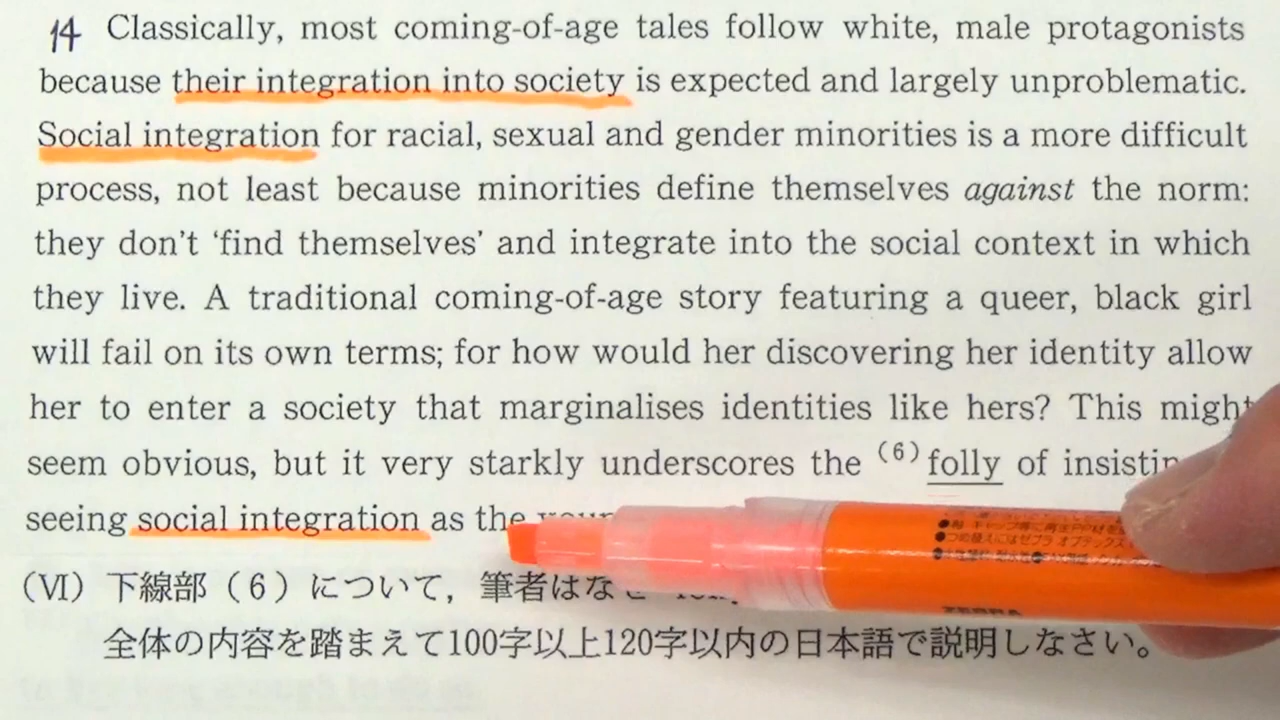 14 Classically, most coming-of-age tales follow white, male protagonists
because their integration into society is expected and largely unproblematic.
Social integration for racial, sexual and gender minorities is a more difficult
process, not least because minorities define themselves against the norm:
they don't 'find themselves' and integrate into the social context in which
they live. A traditional coming-of-age story featuring a queer, black girl
will fail on its own terms; for how would her discovering her identity allow
her to enter a society that marginalises identities like hers? This might
seem obvious, but it very starkly underscores the (6) folly of
seeing social integration as the
(Ⅵ) 下線部(6)について,筆者はな
全体の内容を踏まえて100字以上120字以内の日本語で説明しなさい。
ZEBRA